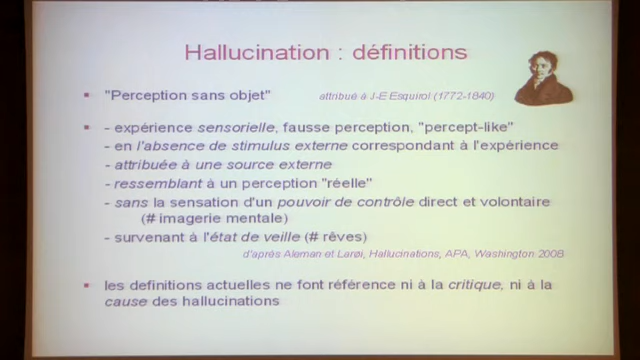 Hallucination : définitions
▪ "Perception sans objet" attribué à J-E Esquirol (1772-1840)
▪ - expérience sensorielle, fausse perception, "percept-like"
- en l'absence de stimulus externe correspondant à l'expérience
- attribuée à une source externe
- ressemblant à un perception "réelle"
- sans la sensation d'un pouvoir de contrôle direct et volontaire
(# imagerie mentale)
- survenant à l'état de veille (# rêves)
d'après Aleman et Larøi, Hallucinations, APA, Washington 2008
▪ les definitions actuelles ne font référence ni à la critique, ni à la
cause des hallucinations